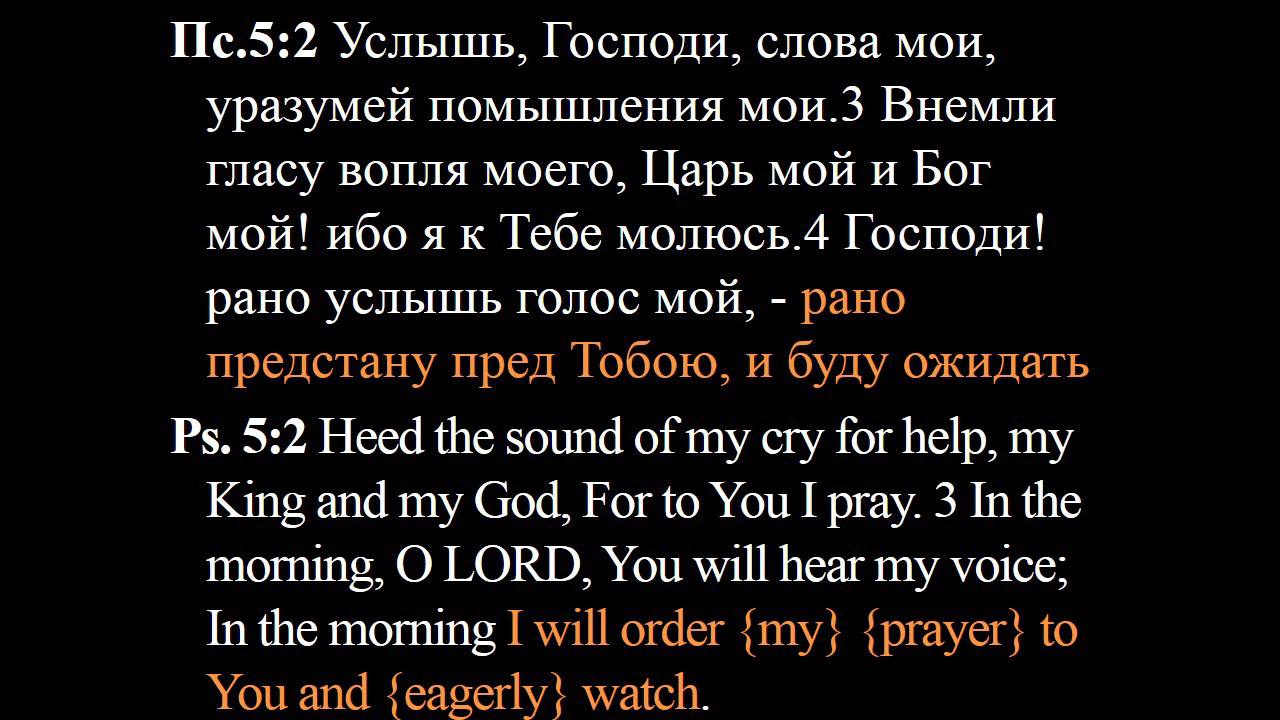 Пс.5:2 Услышь, Господи, слова мои,
уразумей помышления мои.3 Внемли
гласу вопля моего, Царь мой и Бог
мой! ибо я к Тебе молюсь.4 Господи!
рано услышь голос мой, - рано
предстану пред Тобою, и буду ожидать
Ps. 5:2 Heed the sound of my cry for help, my
King and my God, For to You I pray. 3 In the
morning, O LORD, You will hear my voice;
In the morning I will order {my} {prayer} to
You and {eagerly} watch.